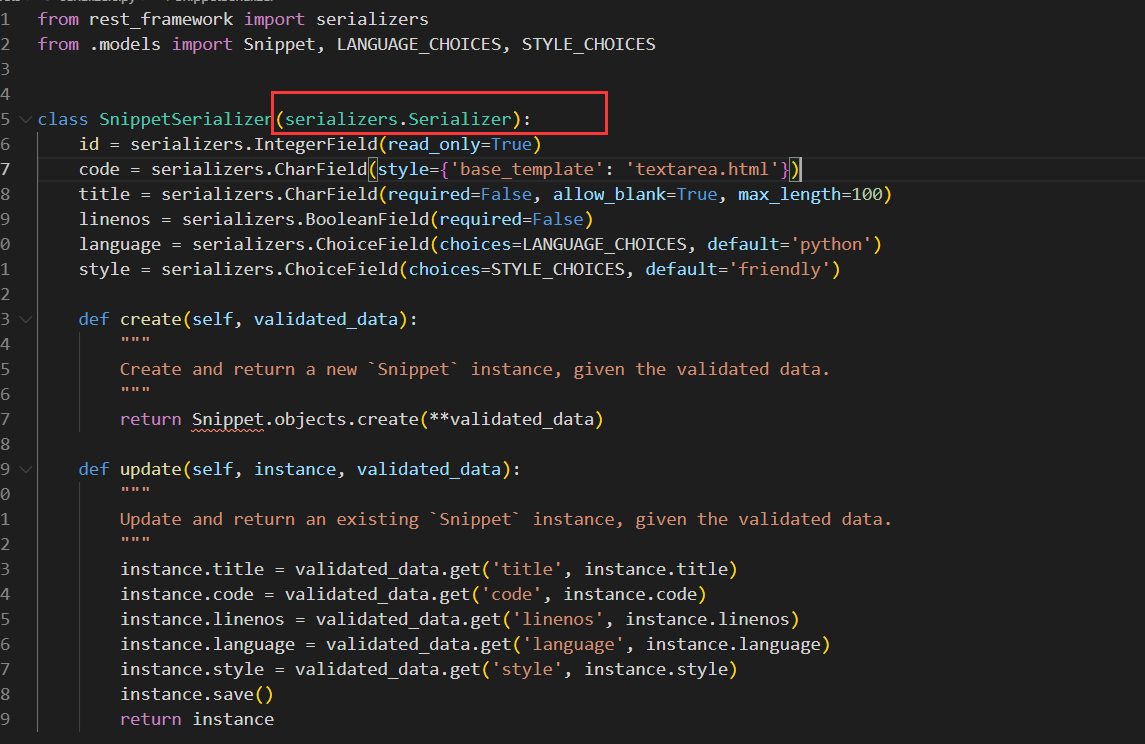 1 from rest_framework import serializers
2 from .models import Snippet, LANGUAGE_CHOICES, STYLE_CHOICES
3
4
5 class SnippetSerializer(serializers.Serializer):
6 id = serializers.IntegerField(read_only=True)
7 code = serializers.CharField(style={'base_template': 'textarea.html'})
8 title = serializers.CharField(required=False, allow_blank=True, max_length=100)
9 linenos = serializers.BooleanField(required=False)
0 language = serializers.ChoiceField(choices=LANGUAGE_CHOICES, default='python')
1 style = serializers.ChoiceField(choices=STYLE_CHOICES, default='friendly')
2
3 def create(self, validated_data):
4 """
5 Create and return a new `Snippet` instance, given the validated data.
6 """
7 return Snippet.objects.create(**validated_data)
8
9 def update(self, instance, validated_data):
0 """
1 Update and return an existing `Snippet` instance, given the validated data.
2 """
3 instance.title = validated_data.get('title', instance.title)
4 instance.code = validated_data.get('code', instance.code)
5 instance.linenos = validated_data.get('linenos', instance.linenos)
6 instance.language = validated_data.get('language', instance.language)
7 instance.style = validated_data.get('style', instance.style)
8 instance.save()
9 return instance